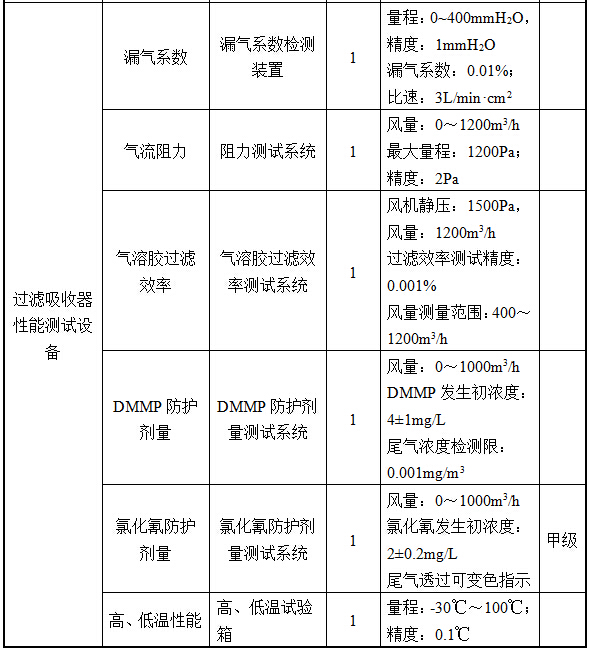 过滤吸收器
性能测试设
备
漏气系数
漏气系数检测
装置
1
量程：0~400mmH₂O，
精度：1mmH₂O
漏气系数：0.01%；
比速：3L/min·cm²
气流阻力
阻力测试系统
1
风量：0～1200m³/h
最大量程：1200Pa；
精度：2Pa
气溶胶过滤
效率
气溶胶过滤效
率测试系统
1
风机静压：1500Pa，
风量：1200m³/h
过滤效率测试精度：
0.001%
风量测量范围：400～
1200m³/h
DMMP 防护
剂量
DMMP 防护剂
量测试系统
1
风量：0～1000m³/h
DMMP 发生初浓度：
4±1mg/L
尾气浓度检测限：
0.001mg/m³
氯化氰防护
剂量
氯化氰防护剂
量测试系统
1
风量：0～1000m³/h
氯化氰发生初浓度：
2±0.2mg/L
尾气透过可变色指示
甲级
高、低温性能
高、低温试验
箱
1
量程：-30℃～100℃；
精度：0.1℃